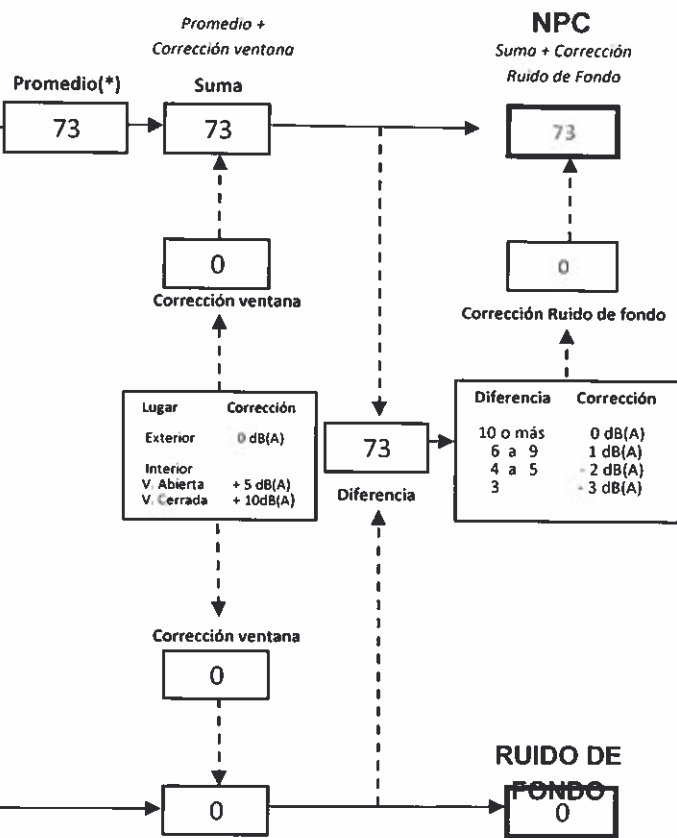 Promedio +
Corrección ventana
NPC
Suma + Corrección
Ruido de Fondo
Promedio(*)
Suma
73
73
73
0
Corrección ventana
0
Corrección Ruido de fondo
Lugar Corrección
Exterior 0 dB(A)
Interior
V. Abierta + 5 dB(A)
V. Cerrada + 10dB(A)
73
Diferencia
Diferencia Corrección
10 o más 0 dB(A)
6 a 9 1 dB(A)
4 a 5 - 2 dB(A)
3 - 3 dB(A)
Corrección ventana
0
0
RUIDO DE
FONDO
0